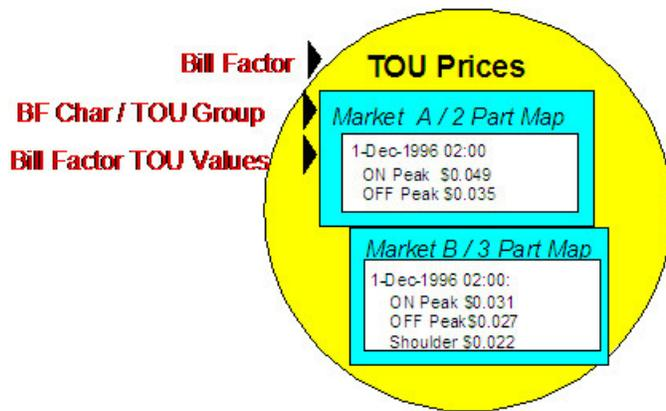 Bill Factor
TOU Prices
BF Char / TOU Group
Market A / 2 Part Map
Bill Factor TOU Values
1-Dec-1996 02:00
ON Peak $0.049
OFF Peak $0.035
Market B / 3 Part Map
1-Dec-1996 02:00:
ON Peak $0.031
OFF Peak$0.027
Shoulder $0.022